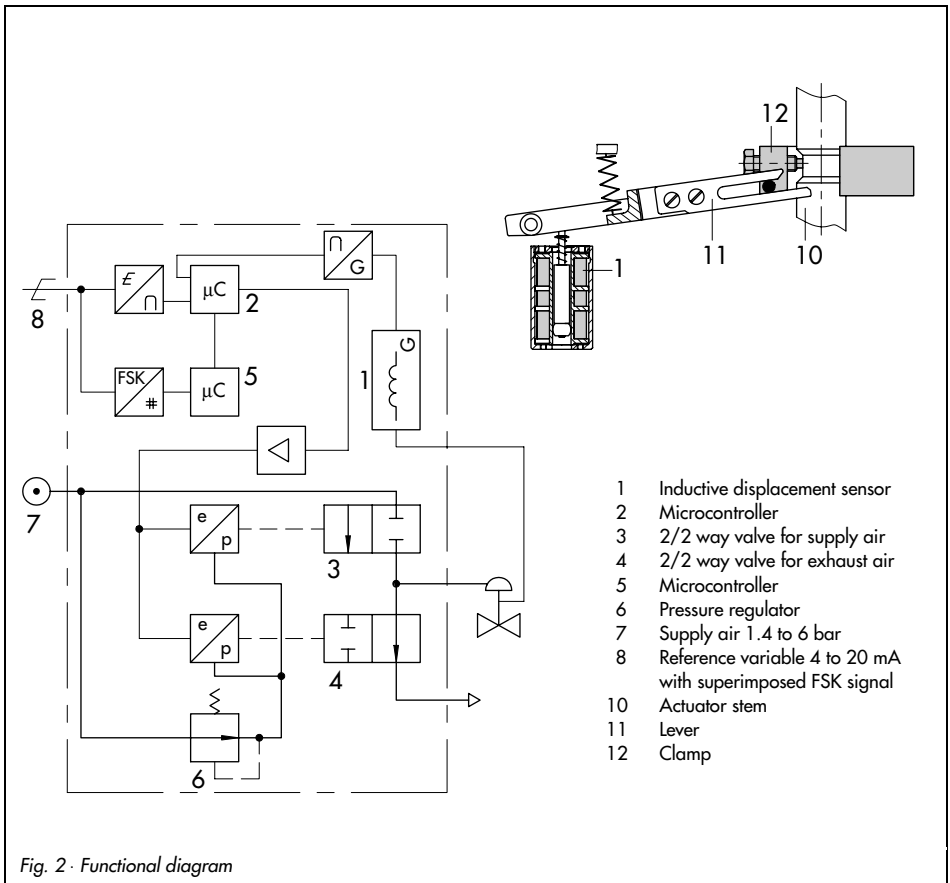 12
11
10
1
∩
G
E
∩
µC
2
8
FSK
#
µC
5
1
G
7
e
p
3
e
p
4
6
1 Inductive displacement sensor
2 Microcontroller
3 2/2 way valve for supply air
4 2/2 way valve for exhaust air
5 Microcontroller
6 Pressure regulator
7 Supply air 1.4 to 6 bar
8 Reference variable 4 to 20 mA
with superimposed FSK signal
10 Actuator stem
11 Lever
12 Clamp
Fig. 2 · Functional diagram